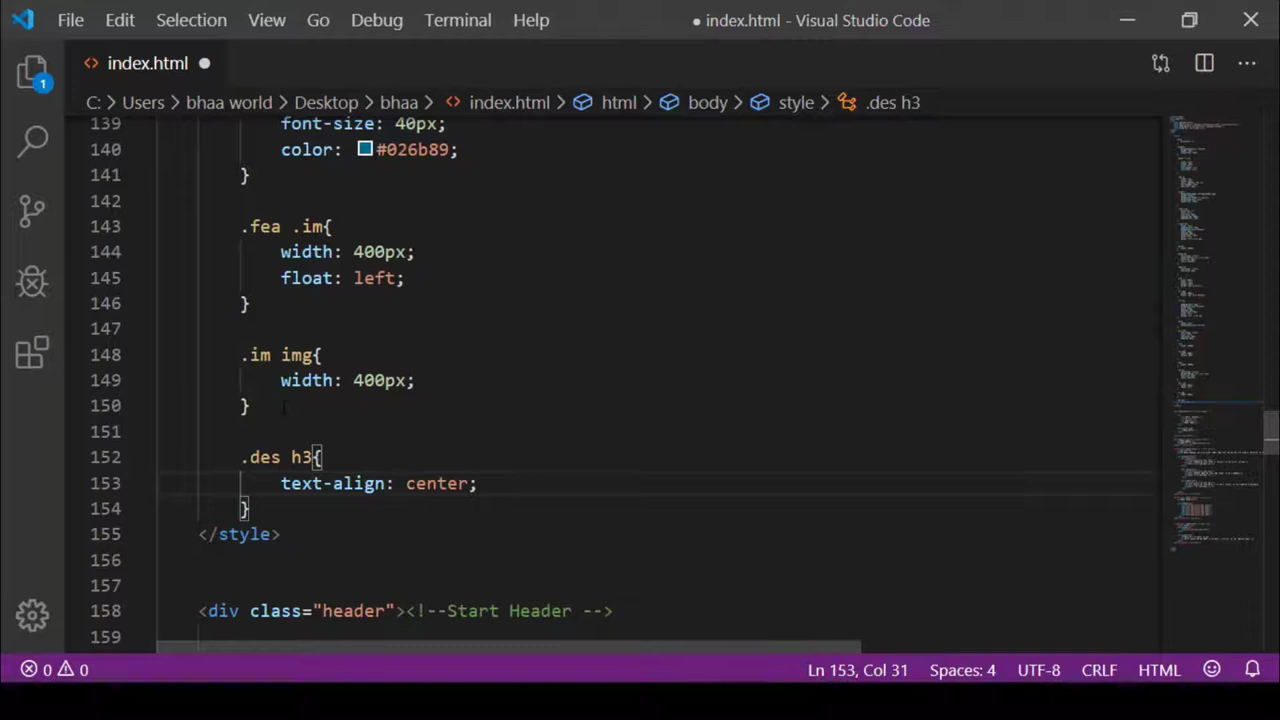 File Edit Selection View Go Debug Terminal Help ● index.html - Visual Studio Code
index.html
1
C: > Users > bhaa world > Desktop > bhaa > index.html > html > body > style > .des h3
139 font-size: 40px;
140 color: #026b89;
141 }
142
143 .fea .im{
144 width: 400px;
145 float: left;
146 }
147
148 .im img{
149 width: 400px;
150 }
151
152 .des h3{
153 text-align: center;
154 }
155 </style>
156
157
158 <div class="header"><!--Start Header -->
159
0 0 Ln 153, Col 31 Spaces: 4 UTF-8 CRLF HTML